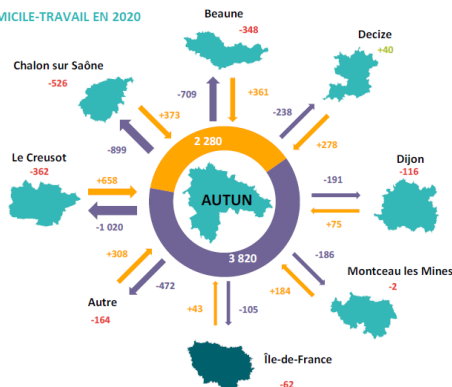 MICILE-TRAVAIL EN 2020
Beaune
-348
Decize
+40
Chalon sur Saône
-526
-709
+361
+373
-238
2 280
+278
-899
Le Creusot
-362
+658
-1 020
AUTUN
-191
Dijon
-116
+75
+308
3 820
-186
-472
+184
Montceau les Mines
-2
+43
-105
Autre
-164
Île-de-France
-62